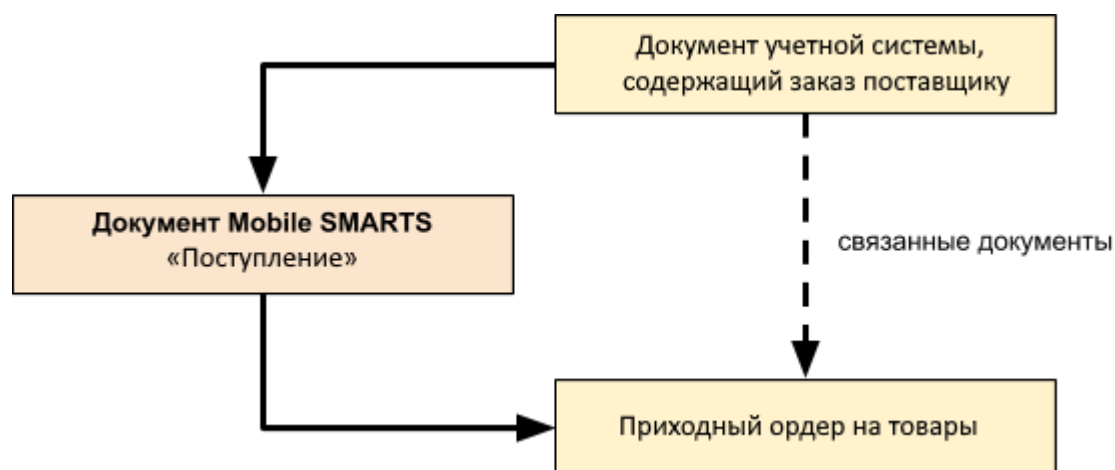 Документ учетной системы,
содержащий заказ поставщику
Документ Mobile SMARTS
«Поступление»
связанные документы
Приходный ордер на товары